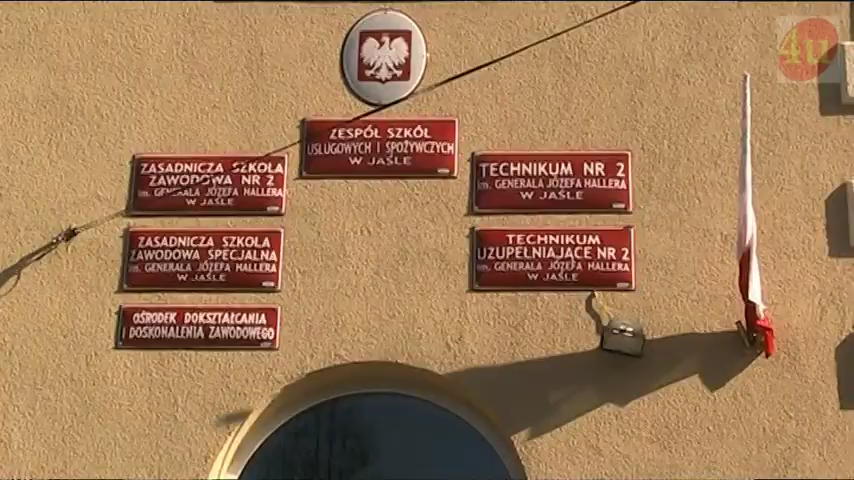 4u
ZESPÓŁ SZKÓŁ
USŁUGOWYCH I SPOŻYWCZYCH
W JAŚLE
ZASADNICZA SZKOŁA
ZAWODOWA NR 2
im. GENERAŁA JÓZEFA HALLERA
W JAŚLE
TECHNIKUM NR 2
im. GENERAŁA JÓZEFA HALLERA
W JAŚLE
ZASADNICZA SZKOŁA
ZAWODOWA SPECJALNA
im. GENERAŁA JÓZEFA HALLERA
W JAŚLE
TECHNIKUM
UZUPEŁNIAJĄCE NR 2
im. GENERAŁA JÓZEFA HALLERA
W JAŚLE
OŚRODEK DOKSZTAŁCANIA
I DOSKONALENIA ZAWODOWEGO